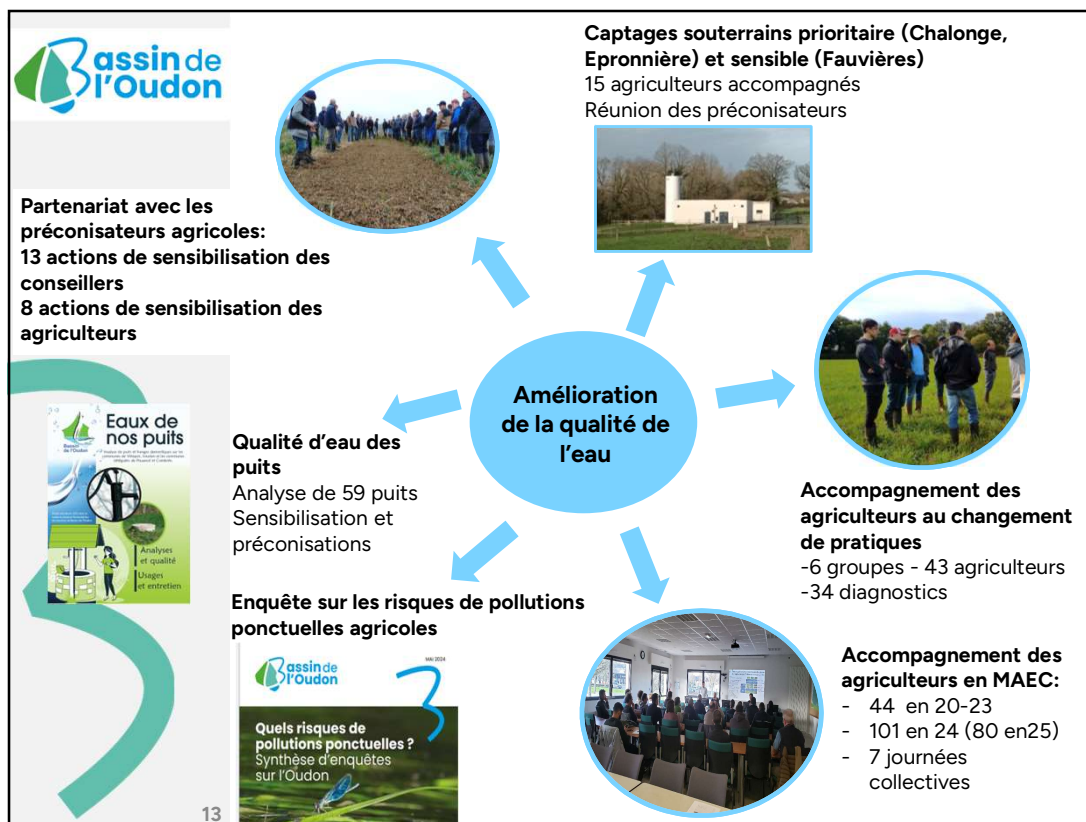 Bassin de
l'Oudon
Captages souterrains prioritaire (Chalonge,
Epronnière) et sensible (Fauvières)
15 agriculteurs accompagnés
Réunion des préconisateurs
Partenariat avec les
préconisateurs agricoles:
13 actions de sensibilisation des
conseillers
8 actions de sensibilisation des
agriculteurs
Amélioration
de la qualité de
l'eau
Eaux de
nos puits
Analyses
et qualité
Usages
et entretien
Qualité d'eau des
puits
Analyse de 59 puits
Sensibilisation et
préconisations
Accompagnement des
agriculteurs au changement
de pratiques
-6 groupes - 43 agriculteurs
-34 diagnostics
Enquête sur les risques de pollutions
ponctuelles agricoles
Bassin de
l'Oudon
MAI 2024
Quels risques de
pollutions ponctuelles ?
Synthèse d'enquêtes
sur l'Oudon
Accompagnement des
agriculteurs en MAEC:
- 44 en 20-23
- 101 en 24 (80 en25)
- 7 journées
collectives
13